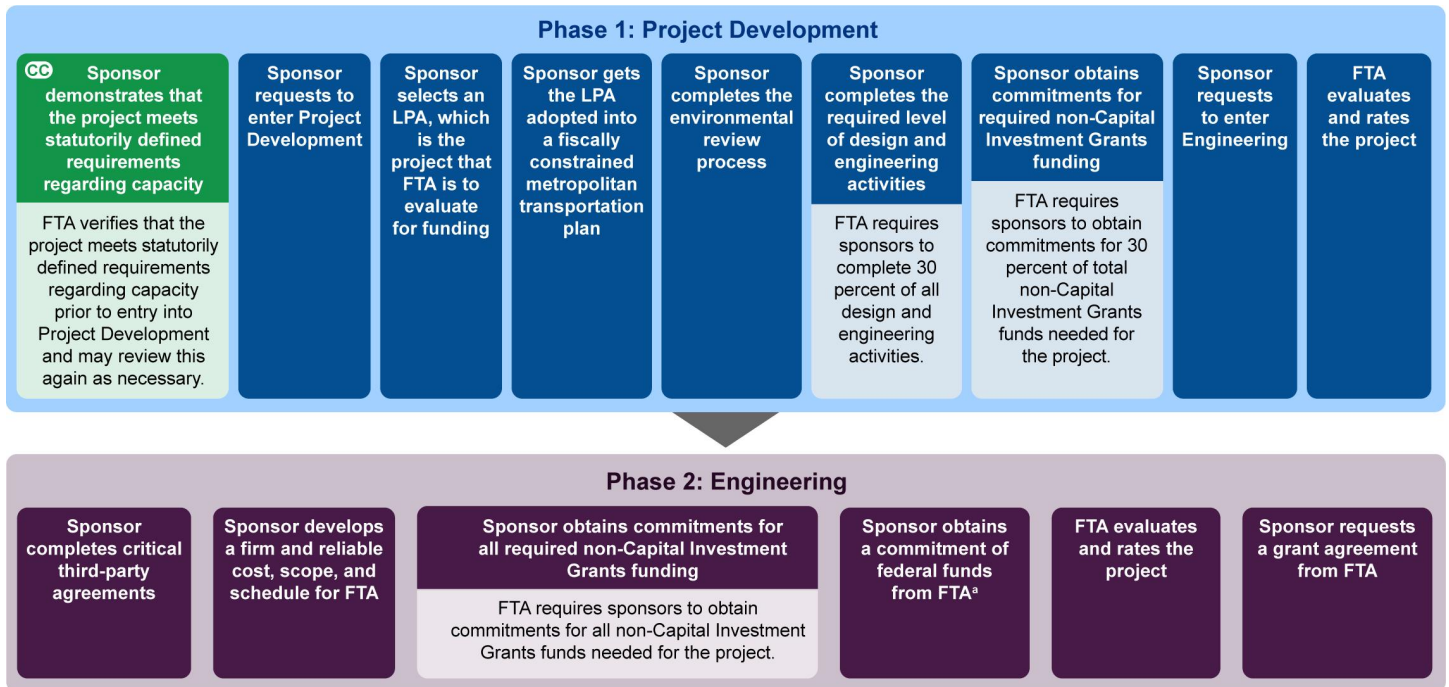 Phase 1: Project Development
CC
Sponsor
demonstrates that
the project meets
statutorily defined
requirements
regarding capacity
FTA verifies that the
project meets statutorily
defined requirements
regarding capacity
prior to entry into
Project Development
and may review this
again as necessary.
Sponsor
requests to
enter Project
Development
Sponsor
selects an
LPA, which
is the
project that
FTA is to
evaluate
for funding
Sponsor gets
the LPA
adopted into
a fiscally
constrained
metropolitan
transportation
plan
Sponsor
completes the
environmental
review
process
Sponsor
completes the
required level
of design and
engineering
activities
FTA requires
sponsors to
complete 30
percent of all
design and
engineering
activities.
Sponsor obtains
commitments for
required non-Capital
Investment Grants
funding
FTA requires
sponsors to obtain
commitments for 30
percent of total
non-Capital
Investment Grants
funds needed for
the project.
Sponsor
requests
to enter
Engineering
FTA
evaluates
and rates
the project
Phase 2: Engineering
Sponsor
completes critical
third-party
agreements
Sponsor develops
a firm and reliable
cost, scope, and
schedule for FTA
Sponsor obtains commitments for
all required non-Capital Investment
Grants funding
FTA requires sponsors to obtain
commitments for all non-Capital Investment
Grants funds needed for the project.
Sponsor obtains
a commitment of
federal funds
from FTAª
FTA evaluates
and rates the
project
Sponsor requests
a grant agreement
from FTA